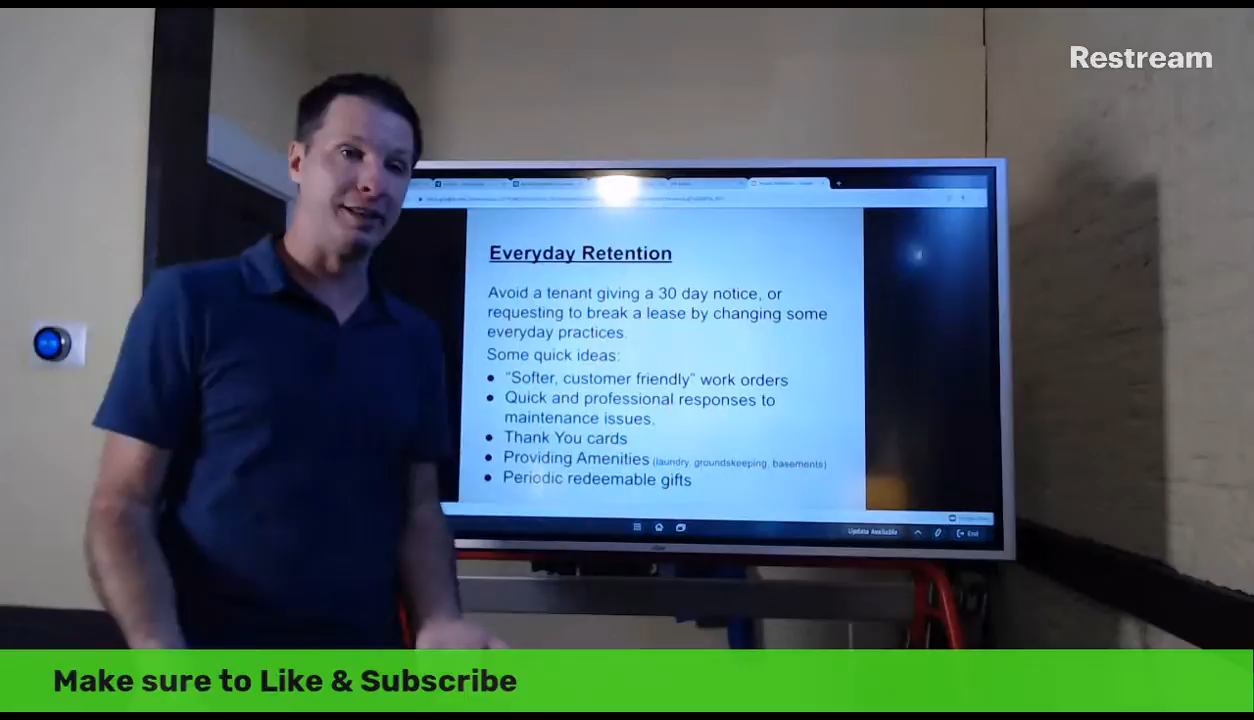 Restream
Everyday Retention
Avoid a tenant giving a 30 day notice, or
requesting to break a lease by changing some
everyday practices.
Some quick ideas:
• “Softer, customer friendly” work orders
• Quick and professional responses to
maintenance issues.
• Thank You cards
• Providing Amenities (laundry, groundskeeping, basements)
• Periodic redeemable gifts
Update Available
End
Make sure to Like & Subscribe